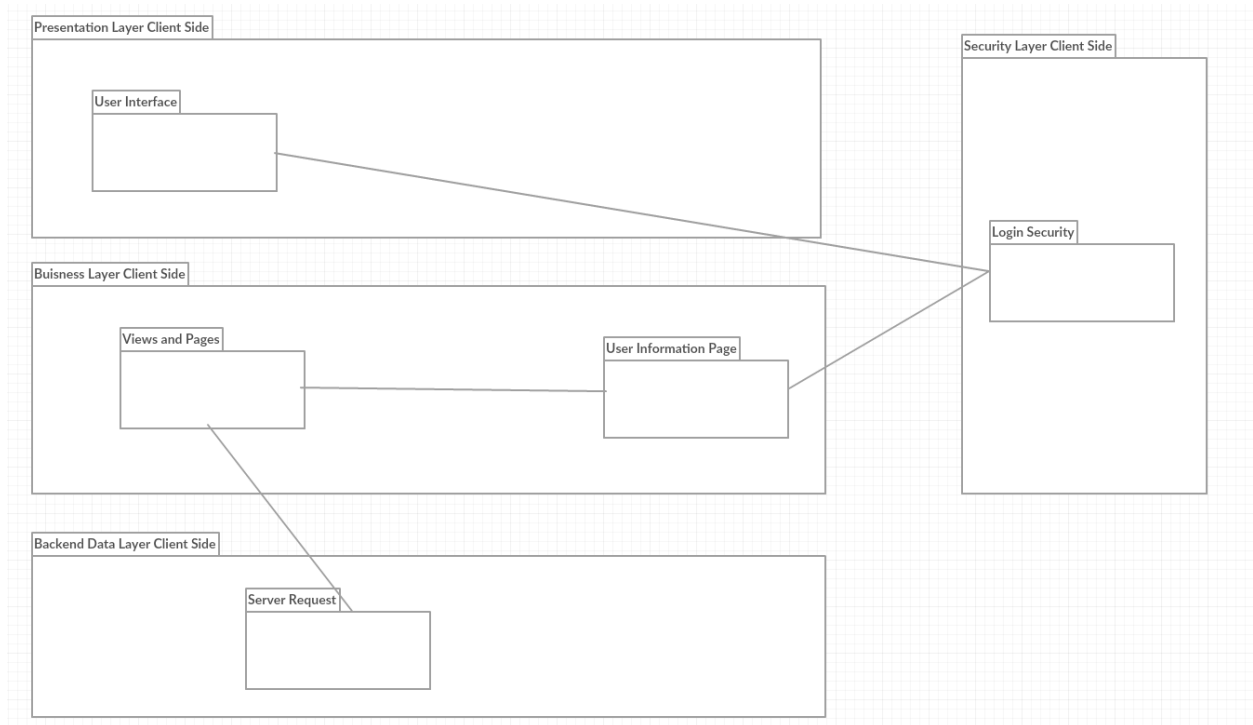 Presentation Layer Client Side
Security Layer Client Side
User Interface
Login Security
Buisness Layer Client Side
Views and Pages
User Information Page
Backend Data Layer Client Side
Server Request